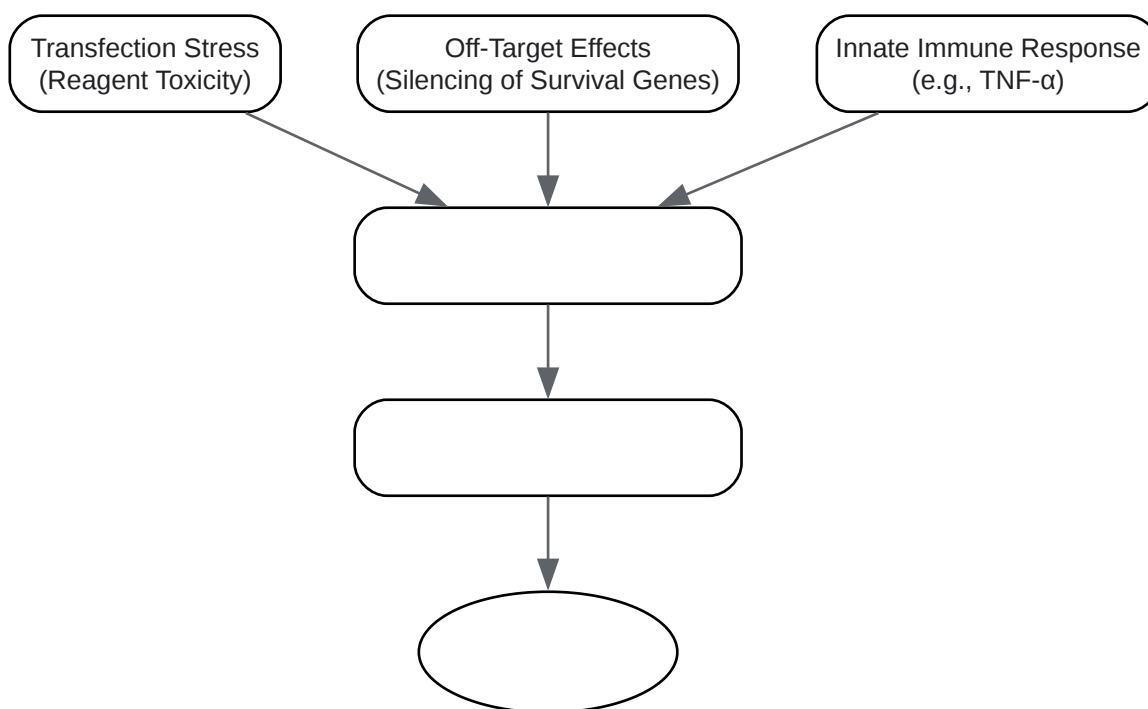 Transfection Stress
(Reagent Toxicity)
Off-Target Effects
(Silencing of Survival Genes)
Innate Immune Response
(e.g., TNF-α)